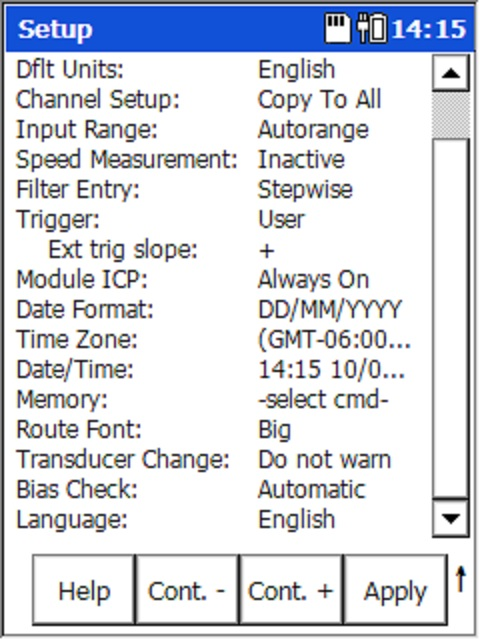 Setup 14:15
Dflt Units: English
Channel Setup: Copy To All
Input Range: Autorange
Speed Measurement: Inactive
Filter Entry: Stepwise
Trigger: User
Ext trig slope: +
Module ICP: Always On
Date Format: DD/MM/YYYY
Time Zone: (GMT-06:00...
Date/Time: 14:15 10/0...
Memory: -select cmd-
Route Font: Big
Transducer Change: Do not warn
Bias Check: Automatic
Language: English
Help Cont. - Cont. + Apply